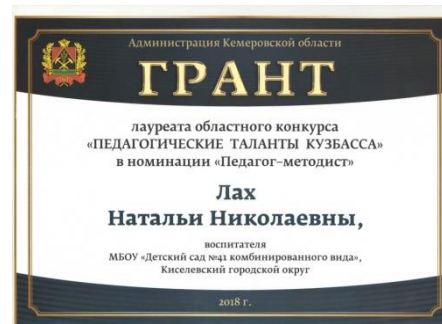 Администрация Кемеровской области
ГРАНТ
лауреата областного конкурса
«ПЕДАГОГИЧЕСКИЕ ТАЛАНТЫ КУЗБАССА»
в номинации «Педагог-методист»
Лах
Натальи Николаевны,
воспитателя
МБОУ «Детский сад №41 комбинированного вида»,
Киселевский городской округ
2018 г.